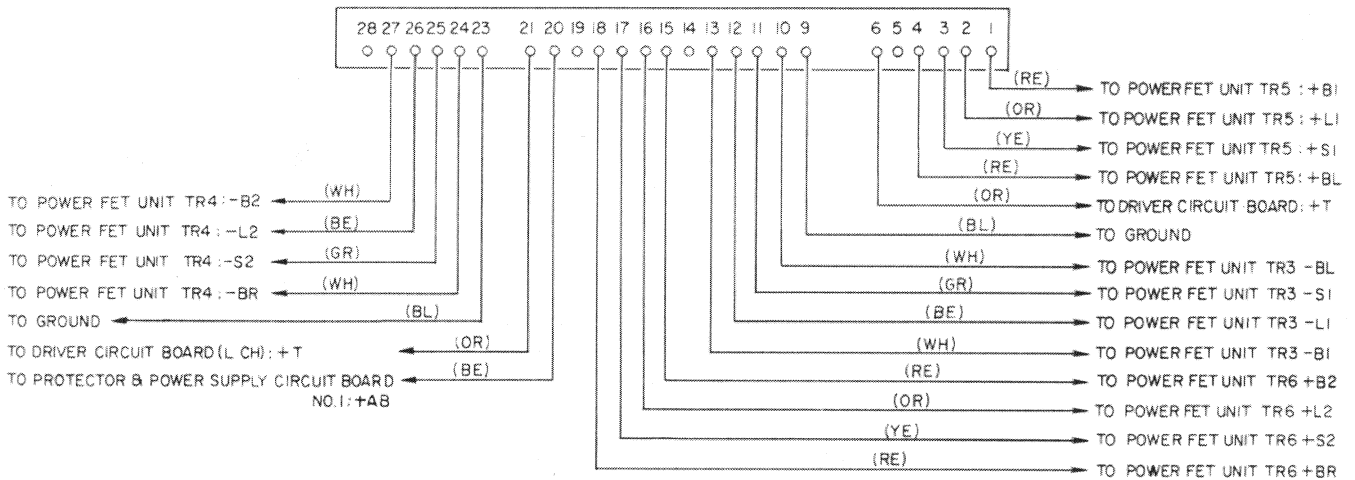 28 27 26 25 24 23 21 20 19 18 17 16 15 14 13 12 11 10 9 6 5 4 3 2 1
(RE) TO POWER FET UNIT TR5 : +B1
(OR) TO POWER FET UNIT TR5 : +L1
(YE) TO POWER FET UNIT TR5 : +S1
(RE) TO POWER FET UNIT TR5 : +BL
(OR) TO DRIVER CIRCUIT BOARD : +T
(BL) TO GROUND
(WH) TO POWER FET UNIT TR3 -BL
(GR) TO POWER FET UNIT TR3 -S1
(BE) TO POWER FET UNIT TR3 -L1
(WH) TO POWER FET UNIT TR3 -B1
(RE) TO POWER FET UNIT TR6 +B2
(OR) TO POWER FET UNIT TR6 +L2
(YE) TO POWER FET UNIT TR6 +S2
(RE) TO POWER FET UNIT TR6 +BR
TO POWER FET UNIT TR4 : -B2 (WH)
TO POWER FET UNIT TR4 : -L2 (BE)
TO POWER FET UNIT TR4 : -S2 (GR)
TO POWER FET UNIT TR4 : -BR (WH)
TO GROUND (BL)
TO DRIVER CIRCUIT BOARD (L CH) : +T (OR)
TO PROTECTOR & POWER SUPPLY CIRCUIT BOARD (BE)
NO.1 : +AB